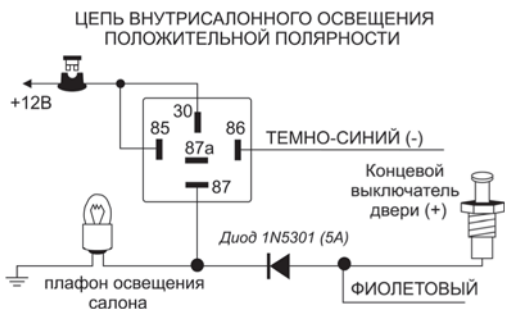 ЦЕПЬ ВНУТРИСАЛОННОГО ОСВЕЩЕНИЯ
ПОЛОЖИТЕЛЬНОЙ ПОЛЯРНОСТИ
+12В
30
85
86
87а
87
ТЕМНО-СИНИЙ (-)
Концевой
выключатель
двери (+)
Диод 1N5301 (5А)
плафон освещения
салона
ФИОЛЕТОВЫЙ